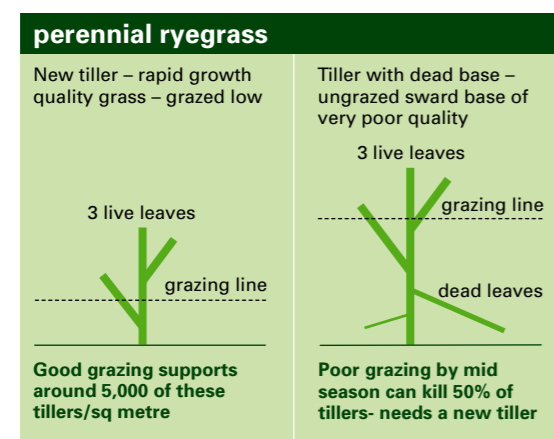 perennial ryegrass
New tiller – rapid growth
quality grass – grazed low
3 live leaves
grazing line
Good grazing supports
around 5,000 of these
tillers/sq metre
Tiller with dead base –
ungrazed sward base of
very poor quality
3 live leaves
grazing line
dead leaves
Poor grazing by mid
season can kill 50% of
tillers- needs a new tiller